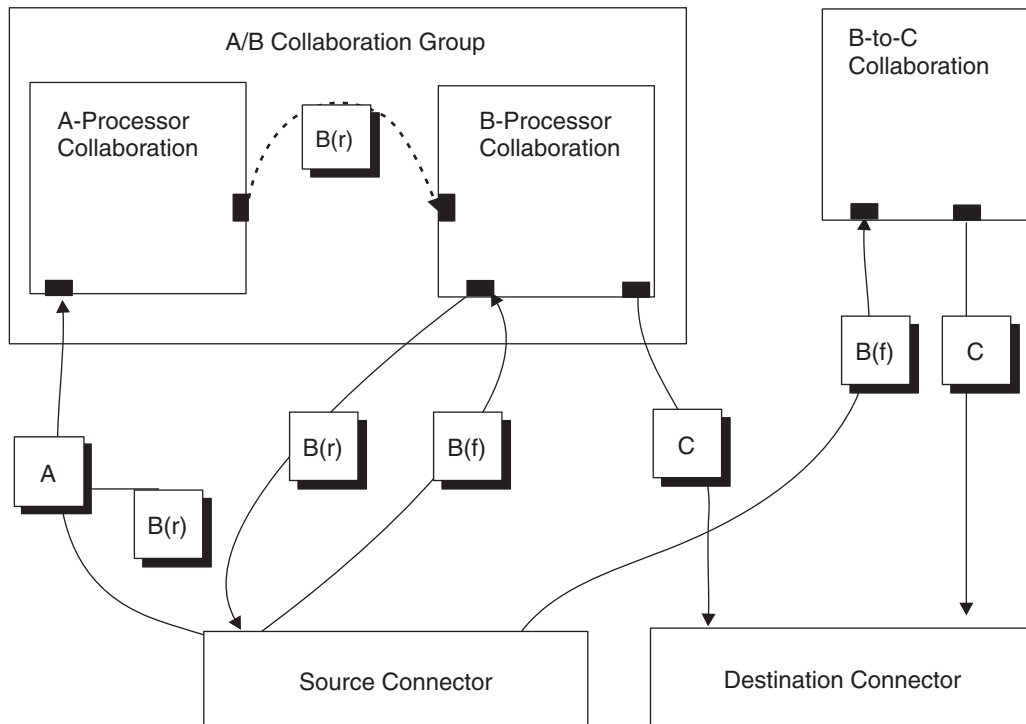 A/B Collaboration Group
B-to-C
Collaboration
A-Processor
Collaboration
B(r)
B-Processor
Collaboration
B(r)
B(f)
C
B(f)
C
A
B(r)
Source Connector
Destination Connector